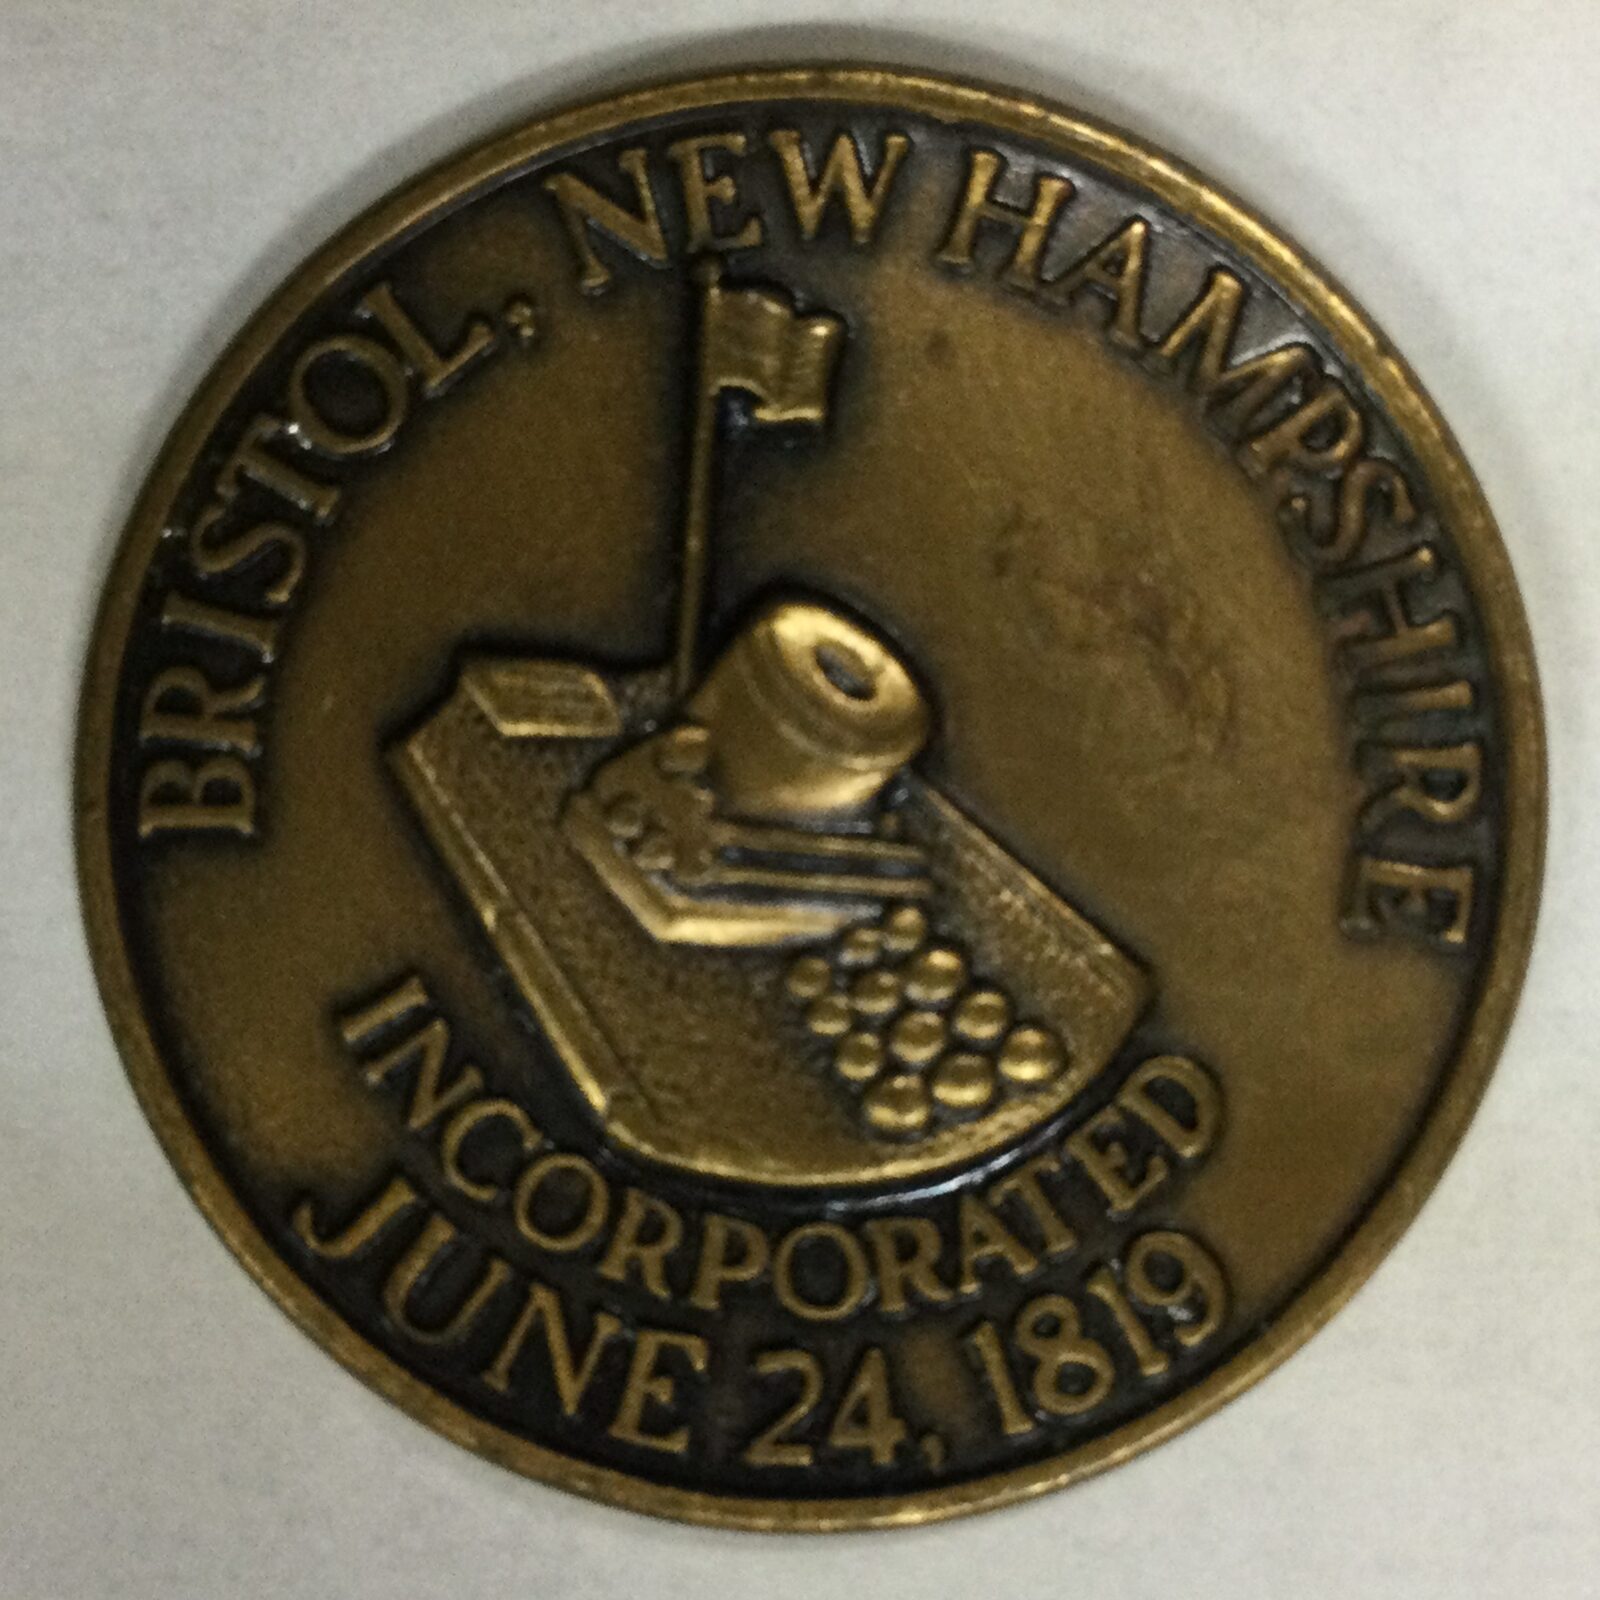 BRISTOL, NEW HAMPSHIRE
INCORPORATED
JUNE 24, 1819